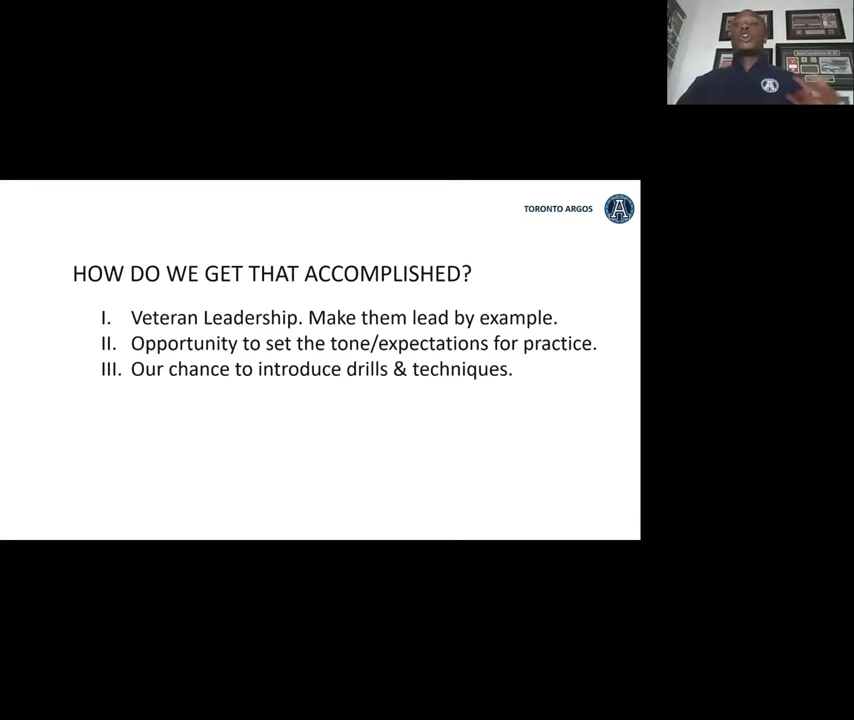 TORONTO ARGOS
A
HOW DO WE GET THAT ACCOMPLISHED?
I. Veteran Leadership. Make them lead by example.
II. Opportunity to set the tone/expectations for practice.
III. Our chance to introduce drills & techniques.